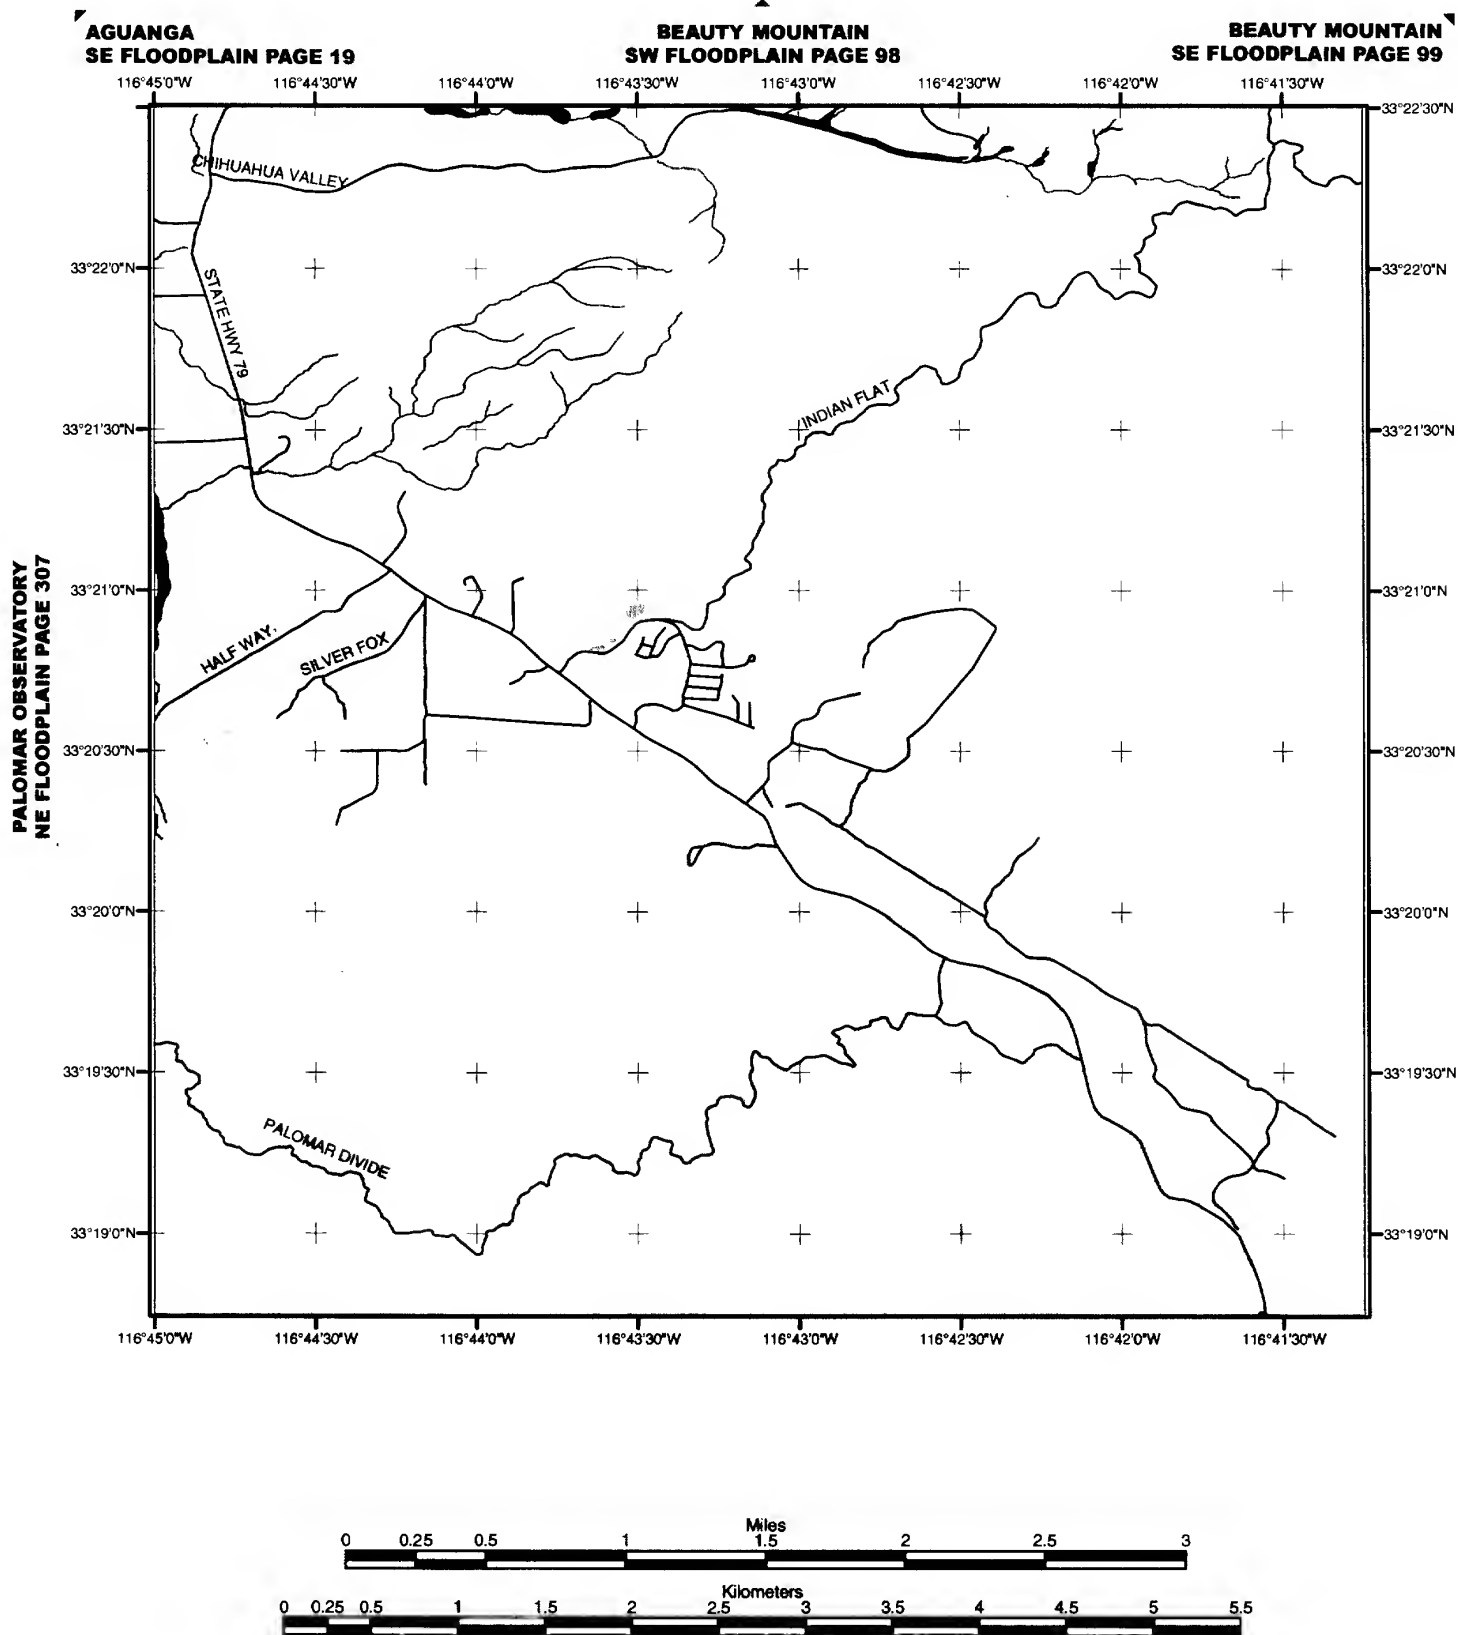 AGUANGA
SE FLOODPLAIN PAGE 19
BEAUTY MOUNTAIN
SW FLOODPLAIN PAGE 98
BEAUTY MOUNTAIN
SE FLOODPLAIN PAGE 99
116°45'0"W 116°44'30"W 116°44'0"W 116°43'30"W 116°43'0"W 116°42'30"W 116°42'0"W 116°41'30"W
33°22'30"N
CHIHUAHUA VALLEY
33°22'0"N 33°22'0"N
STATE HWY 79
INDIAN FLAT
33°21'30"N 33°21'30"N
PALOMAR OBSERVATORY
NE FLOODPLAIN PAGE 307
33°21'0"N 33°21'0"N
HALF WAY
SILVER FOX
33°20'30"N 33°20'30"N
33°20'0"N 33°20'0"N
33°19'30"N 33°19'30"N
PALOMAR DIVIDE
33°19'0"N 33°19'0"N
116°45'0"W 116°44'30"W 116°44'0"W 116°43'30"W 116°43'0"W 116°42'30"W 116°42'0"W 116°41'30"W
Miles
0 0.25 0.5 1 1.5 2 2.5 3
Kilometers
0 0.25 0.5 1 1.5 2 2.5 3 3.5 4 4.5 5 5.5